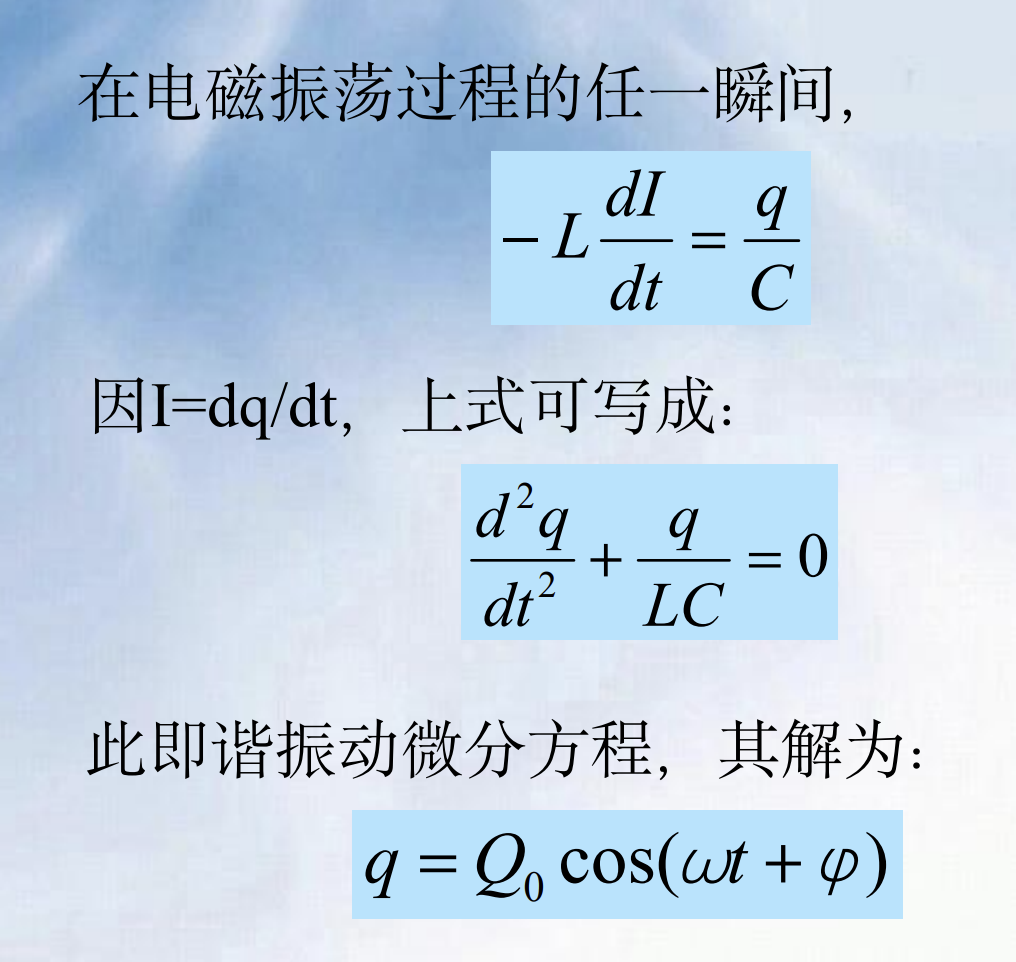 在电磁振荡过程的任一瞬间，
$-L\frac{dI}{dt}=\frac{q}{C}$
因I=dq/dt，上式可写成：
$\frac{d^2q}{dt^2}+\frac{q}{LC}=0$
此即谐振动微分方程，其解为：
$q=Q_0\cos(\omega t+\varphi)$